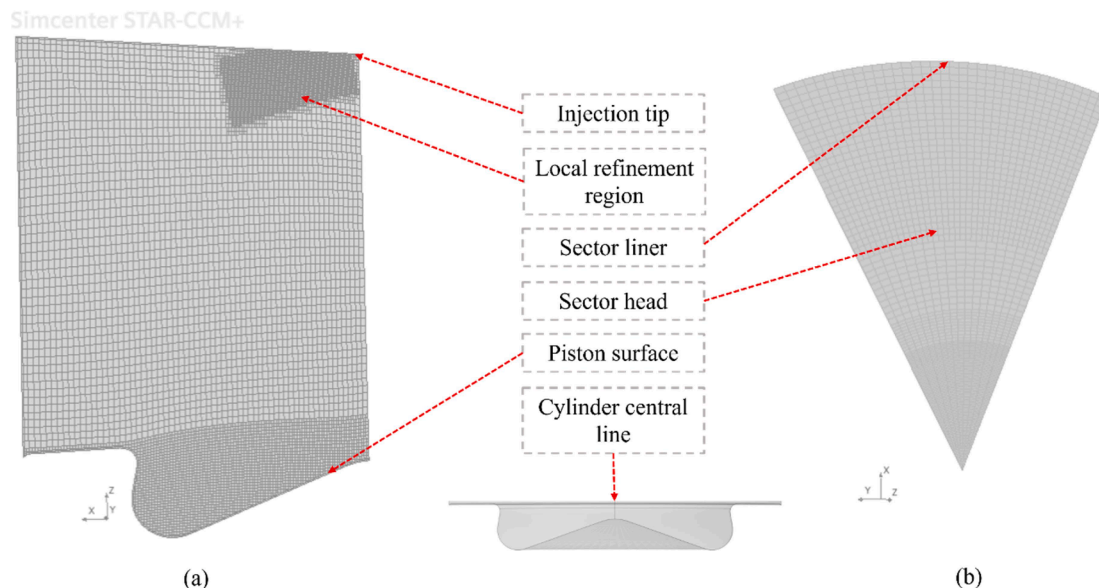 Simcenter STAR-CCM+
Injection tip
Local refinement
region
Sector liner
Sector head
Piston surface
Cylinder central
line
Z
X
Y
X
Y
Z
(a)
(b)